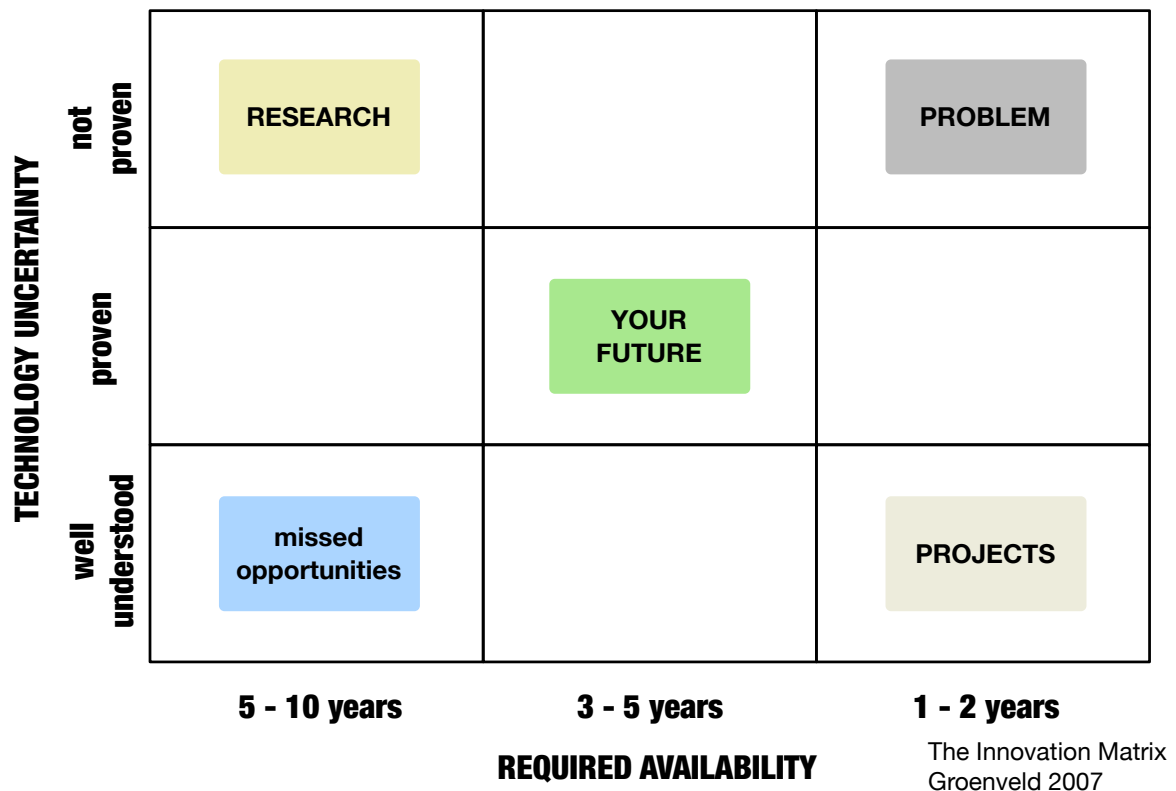 TECHNOLOGY UNCERTAINTY
not
proven
RESEARCH
PROBLEM
proven
YOUR
FUTURE
well
understood
missed
opportunities
PROJECTS
5 - 10 years
3 - 5 years
1 - 2 years
REQUIRED AVAILABILITY
The Innovation Matrix
Groenveld 2007